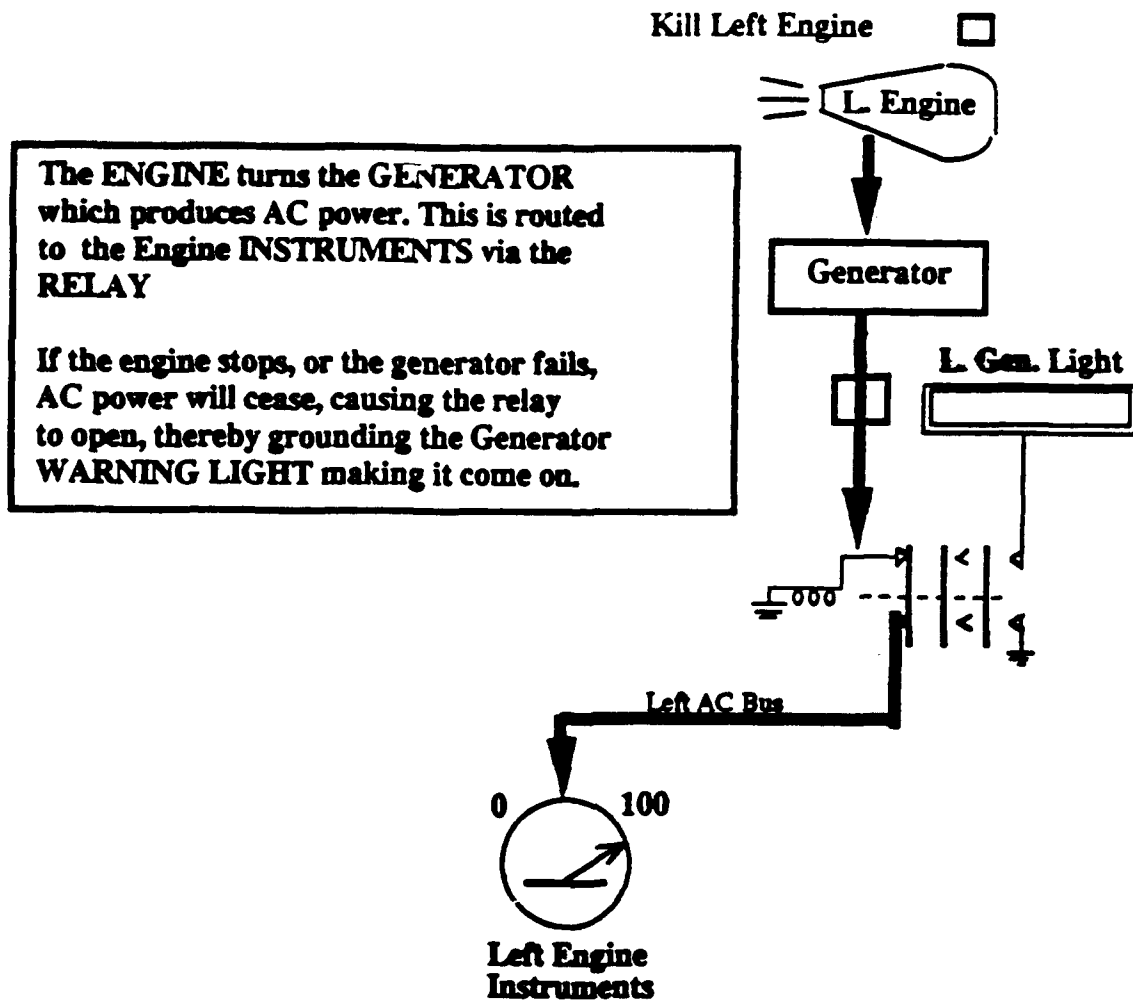 Kill Left Engine
L. Engine
The ENGINE turns the GENERATOR
which produces AC power. This is routed
to the Engine INSTRUMENTS via the
RELAY
If the engine stops, or the generator fails,
AC power will cease, causing the relay
to open, thereby grounding the Generator
WARNING LIGHT making it come on.
Generator
L. Gen. Light
Left AC Bus
0 100
Left Engine
Instruments